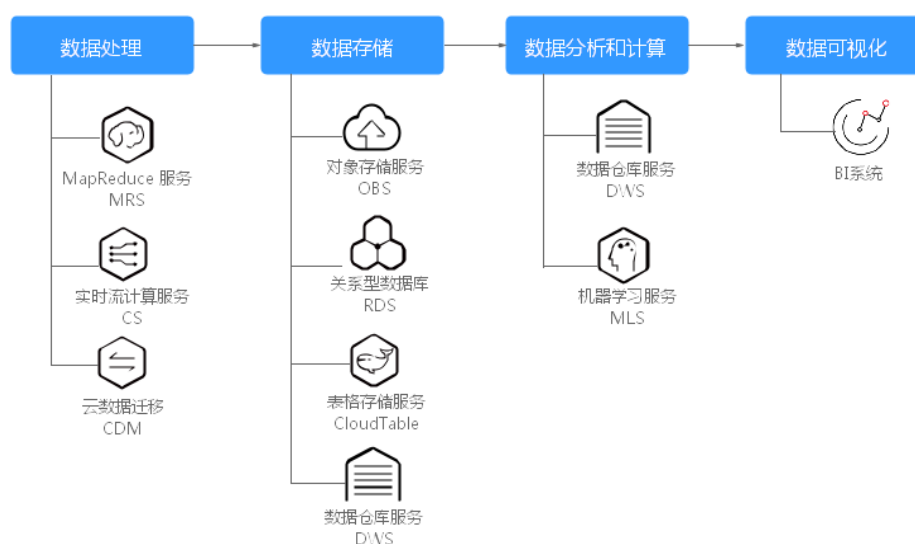 数据处理
数据存储
数据分析和计算
数据可视化
MapReduce 服务
MRS
实时流计算服务
CS
云数据迁移
CDM
对象存储服务
OBS
关系型数据库
RDS
表格存储服务
CloudTable
数据仓库服务
DWS
数据仓库服务
DWS
机器学习服务
MLS
BI系统